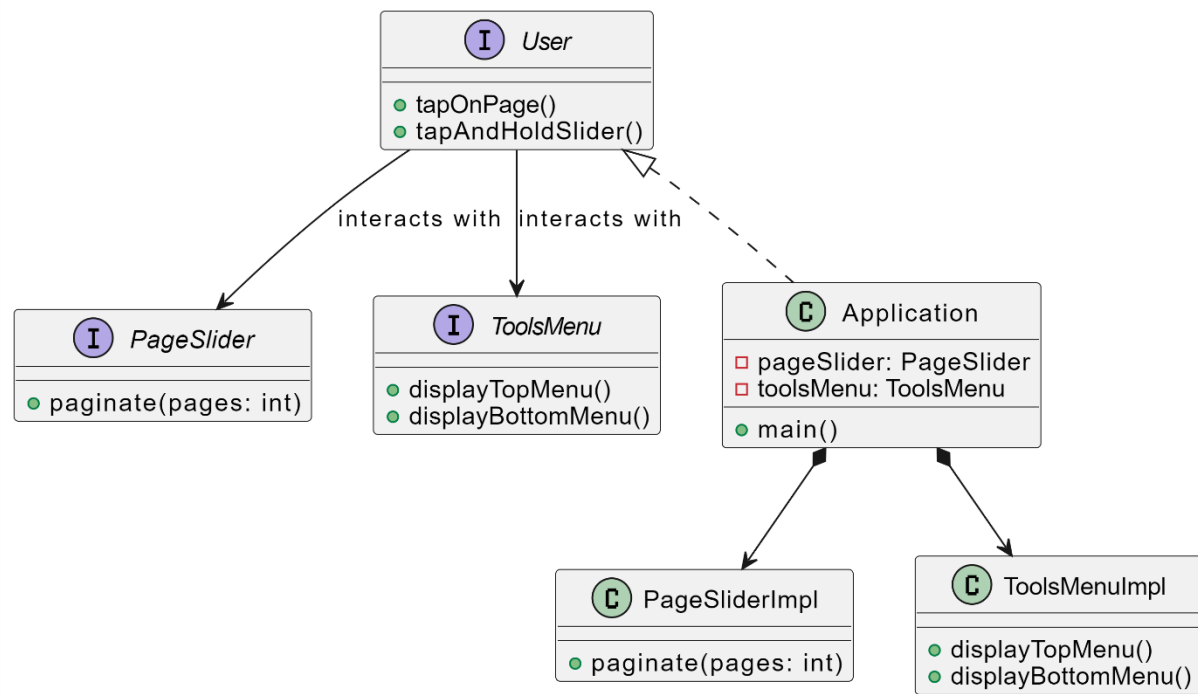 I User
tapOnPage()
tapAndHoldSlider()
interacts with
interacts with
I PageSlider
paginate(pages: int)
I ToolsMenu
displayTopMenu()
displayBottomMenu()
C Application
pageSlider: PageSlider
toolsMenu: ToolsMenu
main()
C PageSliderImpl
paginate(pages: int)
C ToolsMenuImpl
displayTopMenu()
displayBottomMenu()